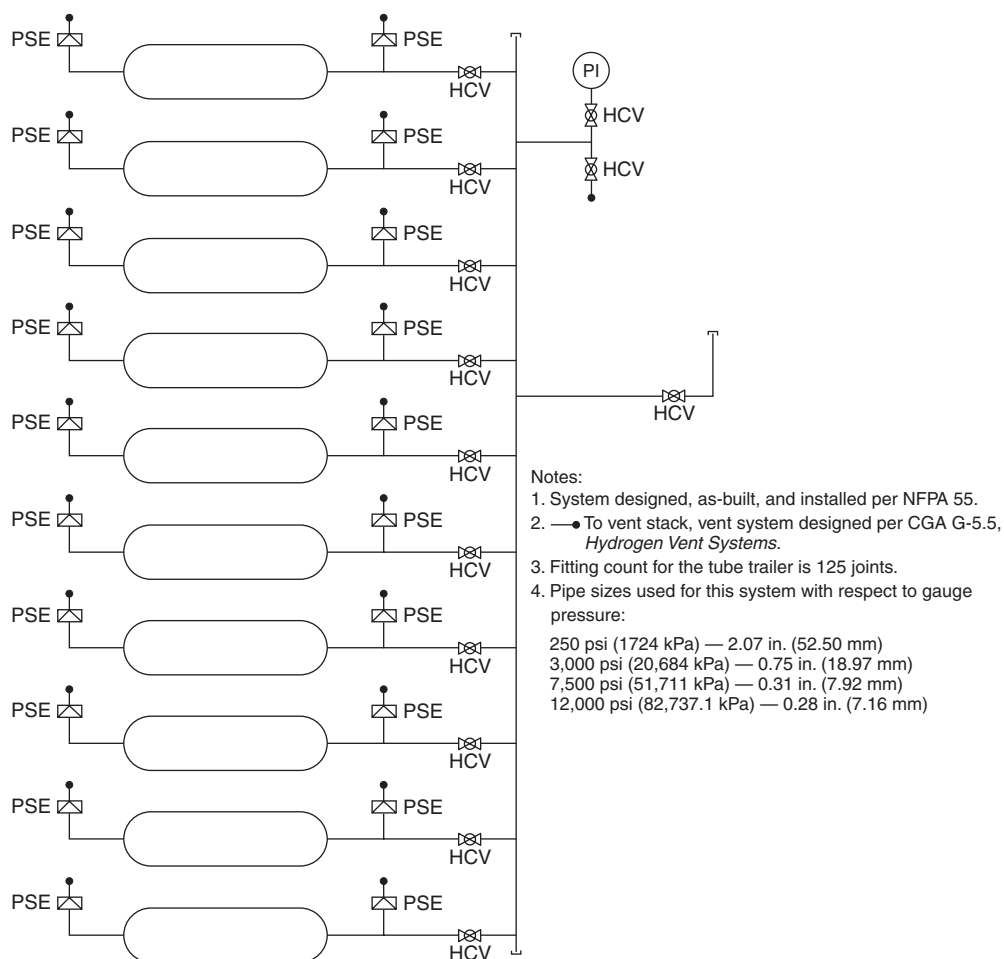 PSE PSE
HCV
PI
HCV
PSE PSE
HCV
HCV
PSE PSE
HCV
PSE PSE
HCV
HCV
PSE PSE
HCV
Notes:
1. System designed, as-built, and installed per NFPA 55.
2. To vent stack, vent system designed per CGA G-5.5,
Hydrogen Vent Systems.
3. Fitting count for the tube trailer is 125 joints.
4. Pipe sizes used for this system with respect to gauge
pressure:
250 psi (1724 kPa) — 2.07 in. (52.50 mm)
3,000 psi (20,684 kPa) — 0.75 in. (18.97 mm)
7,500 psi (51,711 kPa) — 0.31 in. (7.92 mm)
12,000 psi (82,737.1 kPa) — 0.28 in. (7.16 mm)
PSE PSE
HCV
PSE PSE
HCV
PSE PSE
HCV
PSE PSE
HCV
PSE PSE
HCV